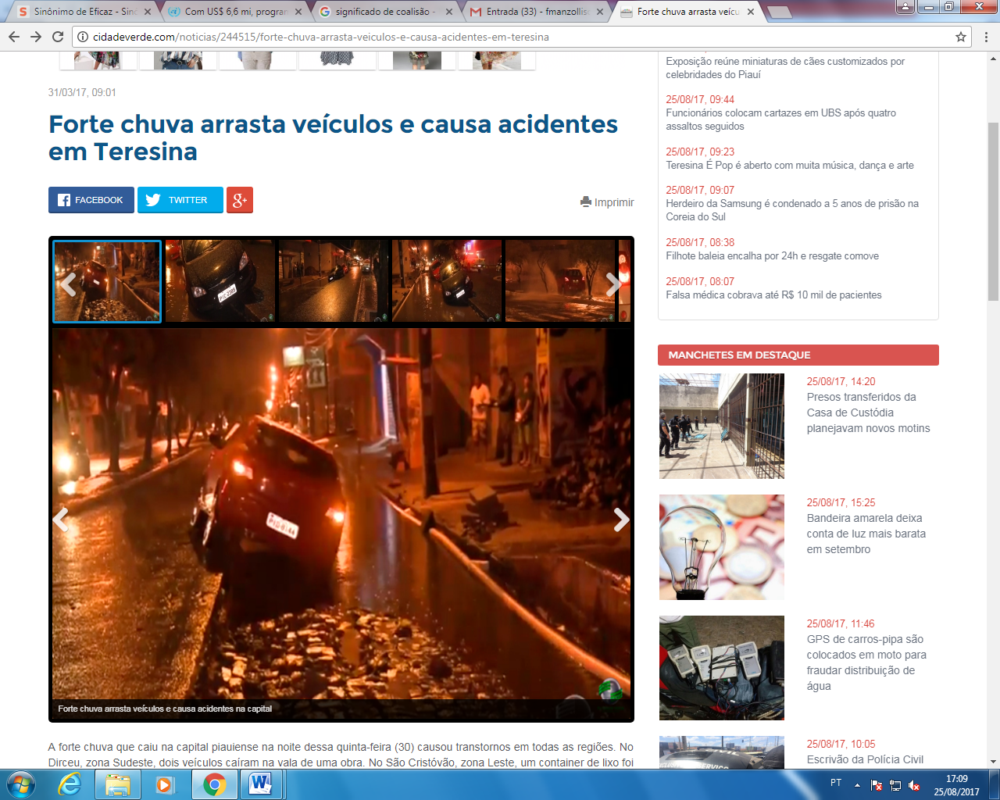 Sinônimo de Eficaz - Sinô
Com US$ 6,6 mi, program
significado de coalisão -
Entrada (33) - fmanzolliso
Forte chuva arrasta veícu
cidadeverde.com/noticias/244515/forte-chuva-arrasta-veiculos-e-causa-acidentes-em-teresina
31/03/17, 09:01
Forte chuva arrasta veículos e causa acidentes
em Teresina
FACEBOOK
TWITTER
g+
Imprimir
Forte chuva arrasta veículos e causa acidentes na capital
A forte chuva que caiu na capital piauiense na noite dessa quinta-feira (30) causou transtornos em todas as regiões. No
Dirceu, zona Sudeste, dois veículos caíram na vala de uma obra. No São Cristóvão, zona Leste, um container de lixo foi
Exposição reúne miniaturas de cães customizados por
celebridades do Piauí
25/08/17, 09:44
Funcionários colocam cartazes em UBS após quatro
assaltos seguidos
25/08/17, 09:23
Teresina É Pop é aberto com muita música, dança e arte
25/08/17, 09:07
Herdeiro da Samsung é condenado a 5 anos de prisão na
Coreia do Sul
25/08/17, 08:38
Filhote baleia encalha por 24h e resgate comove
25/08/17, 08:07
Falsa médica cobrava até R$ 10 mil de pacientes
MANCHETES EM DESTAQUE
25/08/17, 14:20
Presos transferidos da
Casa de Custódia
planejavam novos motins
25/08/17, 15:25
Bandeira amarela deixa
conta de luz mais barata
em setembro
25/08/17, 11:46
GPS de carros-pipa são
colocados em moto para
fraudar distribuição de
água
25/08/17, 10:05
Escrivão da Polícia Civil
PT
17:09
25/08/2017